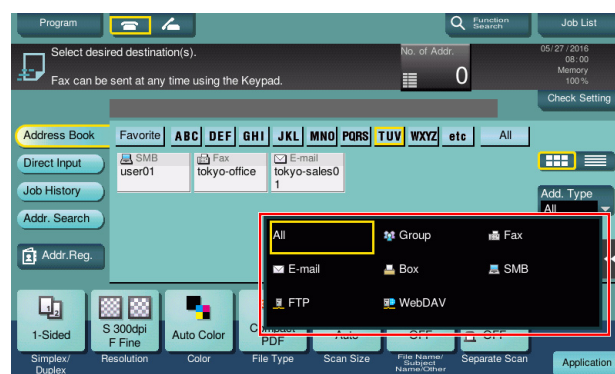 Program
Function
Search
Job List
Select desired destination(s).
Fax can be sent at any time using the Keypad.
No. of Addr.
0
05/27/2016
08:00
Memory
100%
Check Setting
Address Book
Favorite
ABC
DEF
GHI
JKL
MNO
PQRS
TUV
WXYZ
etc
All
Direct Input
Job History
Addr. Search
Addr.Reg.
SMB
user01
Fax
tokyo-office
E-mail
tokyo-sales0
1
Add. Type
All
All
Group
Fax
E-mail
Box
SMB
FTP
WebDAV
1-Sided
S 300dpi
F Fine
Auto Color
PDF
Simplex/
Duplex
Resolution
Color
File Type
Scan Size
File Name/
Subject
Name/Other
Separate Scan
Application